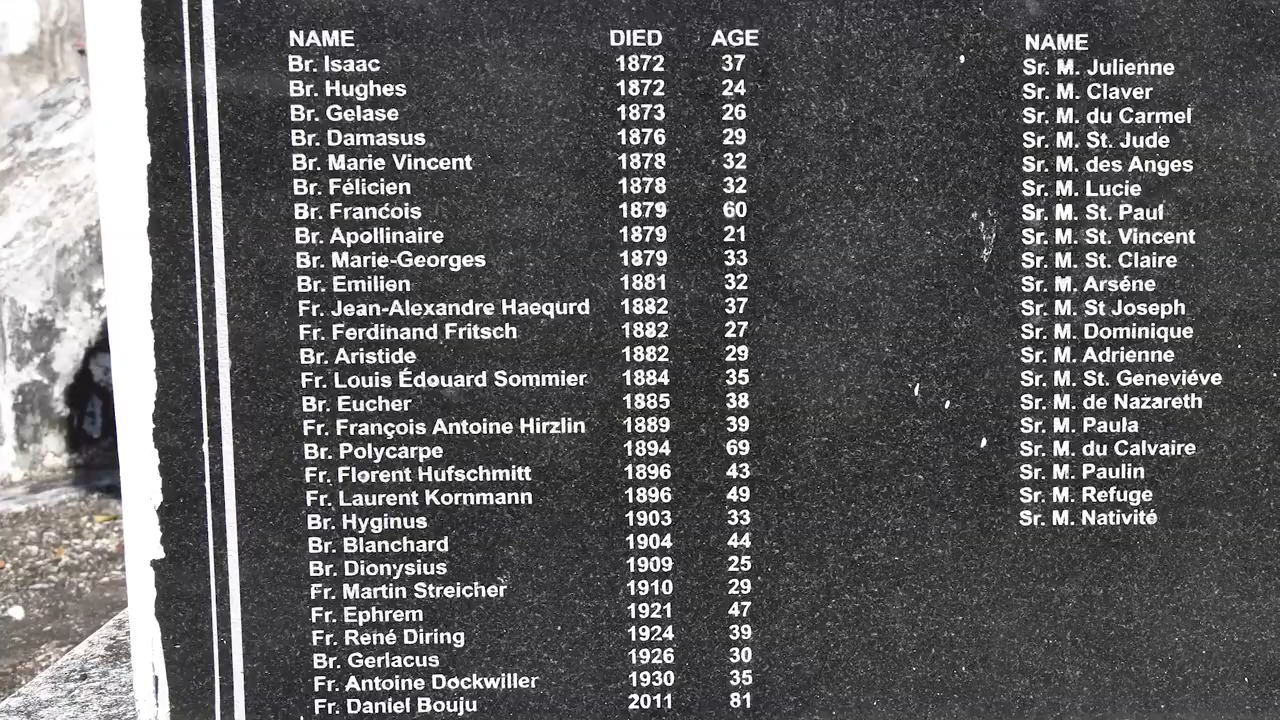 NAME DIED AGE
Br. Isaac 1872 37
Br. Hughes 1872 24
Br. Gelase 1873 26
Br. Damasus 1876 29
Br. Marie Vincent 1878 32
Br. Félicien 1878 32
Br. Franćois 1879 60
Br. Apollinaire 1879 21
Br. Marie-Georges 1879 33
Br. Emilien 1881 32
Fr. Jean-Alexandre Haequrd 1882 37
Fr. Ferdinand Fritsch 1882 27
Br. Aristide 1882 29
Fr. Louis Édouard Sommier 1884 35
Br. Eucher 1885 38
Fr. François Antoine Hirzlin 1889 39
Br. Polycarpe 1894 69
Fr. Florent Hufschmitt 1896 43
Fr. Laurent Kornmann 1896 49
Br. Hyginus 1903 33
Br. Blanchard 1904 44
Br. Dionysius 1909 25
Fr. Martin Streicher 1910 29
Fr. Ephrem 1921 47
Fr. René Diring 1924 39
Br. Gerlacus 1926 30
Fr. Antoine Dockwiller 1930 35
Fr. Daniel Bouju 2011 81
NAME
Sr. M. Julienne
Sr. M. Claver
Sr. M. du Carmel
Sr. M. St. Jude
Sr. M. des Anges
Sr. M. Lucie
Sr. M. St. Paul
Sr. M. St. Vincent
Sr. M. St. Claire
Sr. M. Arséne
Sr. M. St Joseph
Sr. M. Dominique
Sr. M. Adrienne
Sr. M. St. Geneviéve
Sr. M. de Nazareth
Sr. M. Paula
Sr. M. du Calvaire
Sr. M. Paulin
Sr. M. Refuge
Sr. M. Nativité